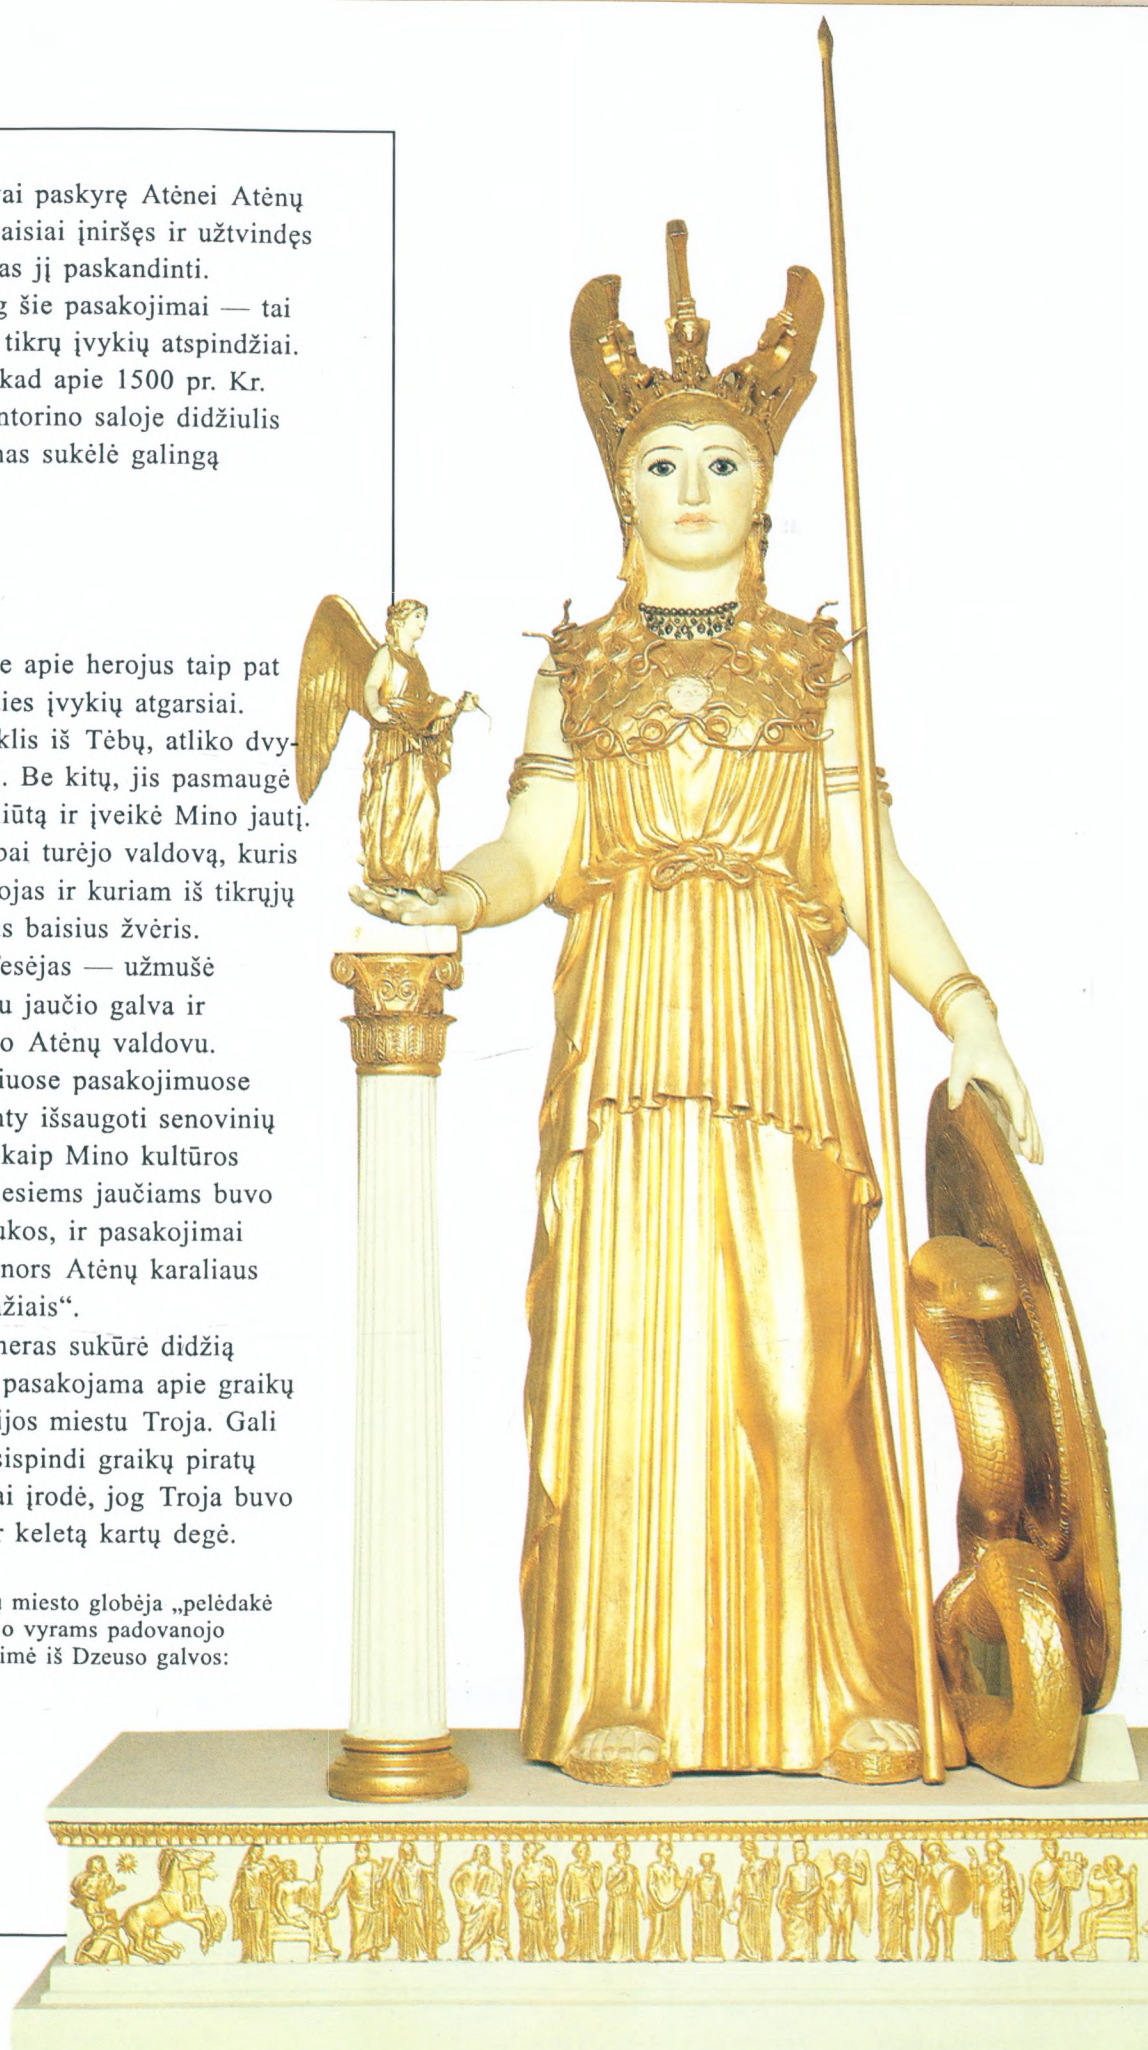 ai paskyrę Atėnei Atėnų
aisiai įniršęs ir užtvindęs
as jį paskandinti.
g šie pasakojimai — tai
tikrų įvykių atspindžiai.
kad apie 1500 pr. Kr.
ntorino saloje didžiulis
nas sukėlė galingą
e apie herojus taip pat
ies įvykių atgarsiai.
klis iš Tėbų, atliko dvy-
. Be kitų, jis pasmaugė
iūtą ir įveikė Mino jautį.
bai turėjo valdovą, kuris
ojas ir kuriam iš tikrųjų
s baisius žvėris.
esėjas — užmušė
u jaučio galva ir
o Atėnų valdovu.
iuose pasakojimuose
nty išsaugoti senovinių
kaip Mino kultūros
esiems jaučiams buvo
ukos, ir pasakojimai
nors Atėnų karaliaus
žiais“.
neras sukūrė didžią
pasakojama apie graikų
ijos miestu Troja. Gali
sispindi graikų piratų
ai įrodė, jog Troja buvo
r keletą kartų degė.
miesto globėja „pelėdakė
o vyrams padovanojo
imė iš Dzeuso galvos: